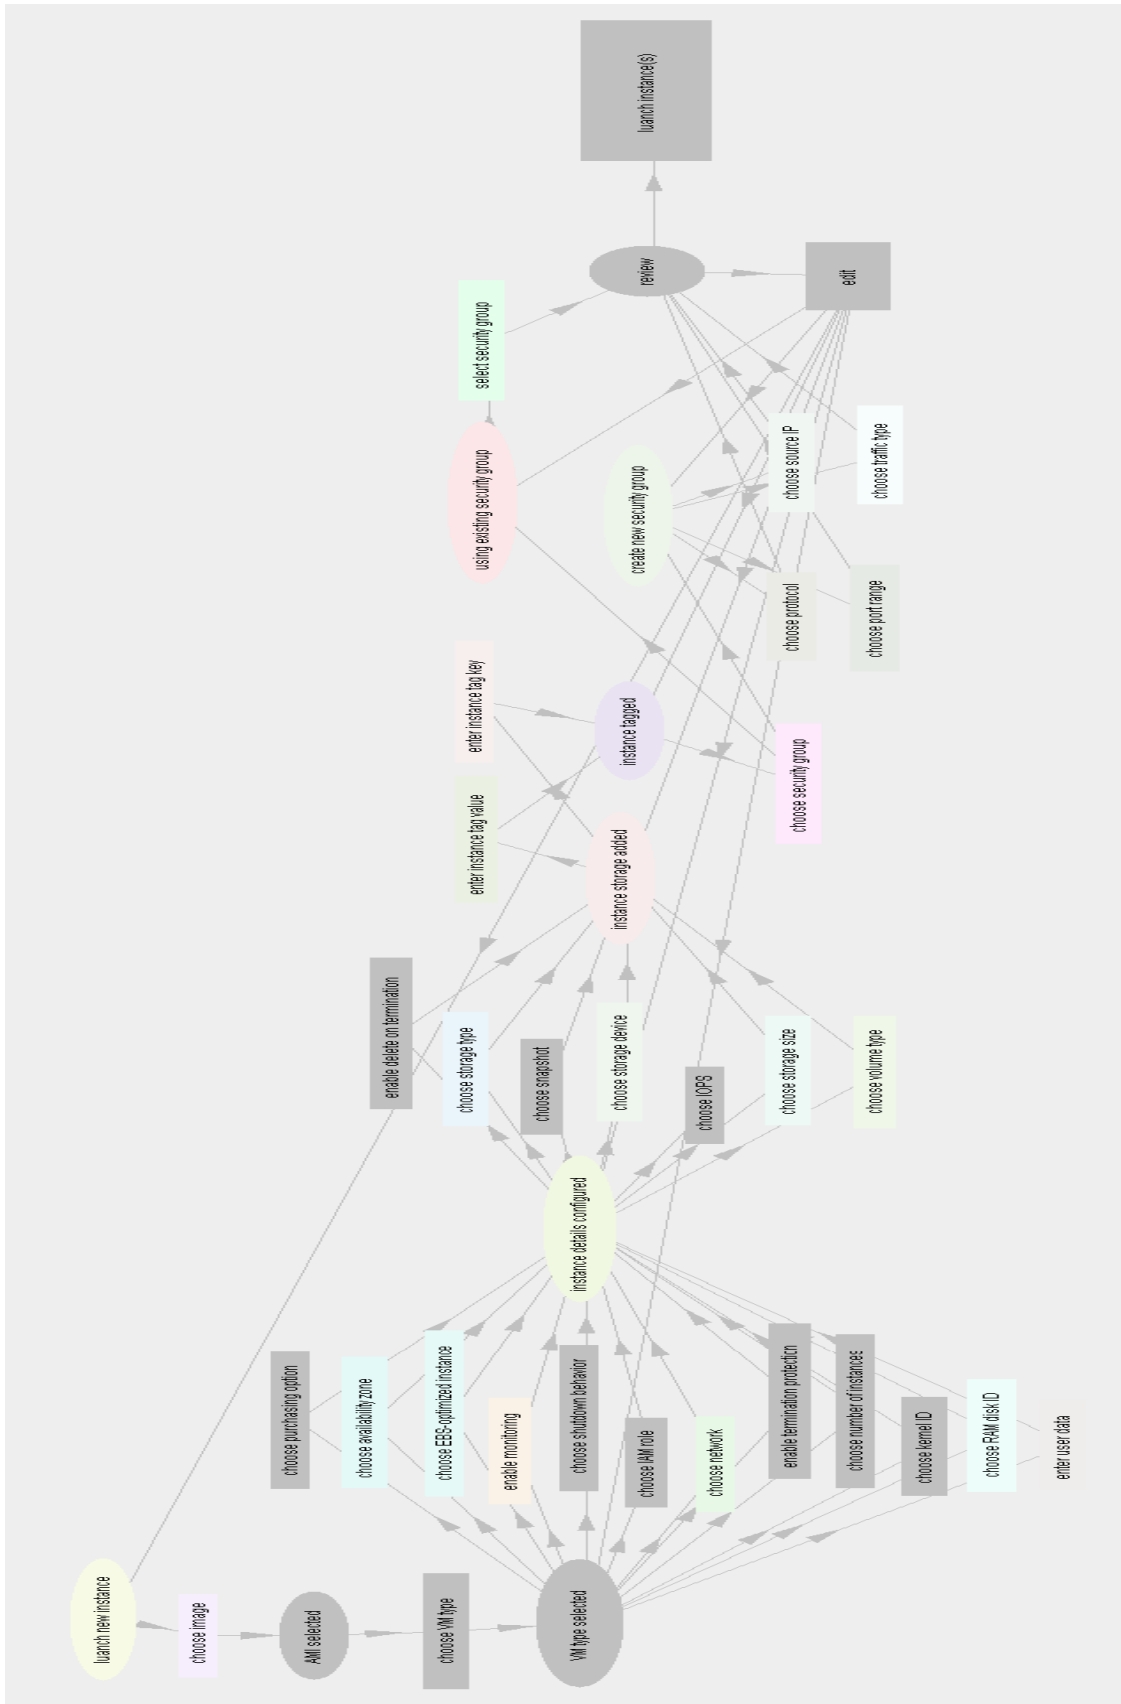 luanch new instance
choose image
AMI selected
choose VM type
VM type selected
choose purchasing option
choose availability zone
choose EBS-optimized instance
enable monitoring
choose shutdown behavior
choose IAM role
choose network
enable termination protection
choose number of instances
choose kernel ID
choose RAM disk ID
enter user data
instance details configured
enable delete on termination
choose storage type
choose snapshot
choose storage device
choose IOPS
choose storage size
choose volume type
instance storage added
enter instance tag value
enter instance tag key
instance tagged
choose security group
using existing security group
create new security group
choose protocol
choose port range
choose source IP
choose traffic type
select security group
review
edit
luanch instance(s)